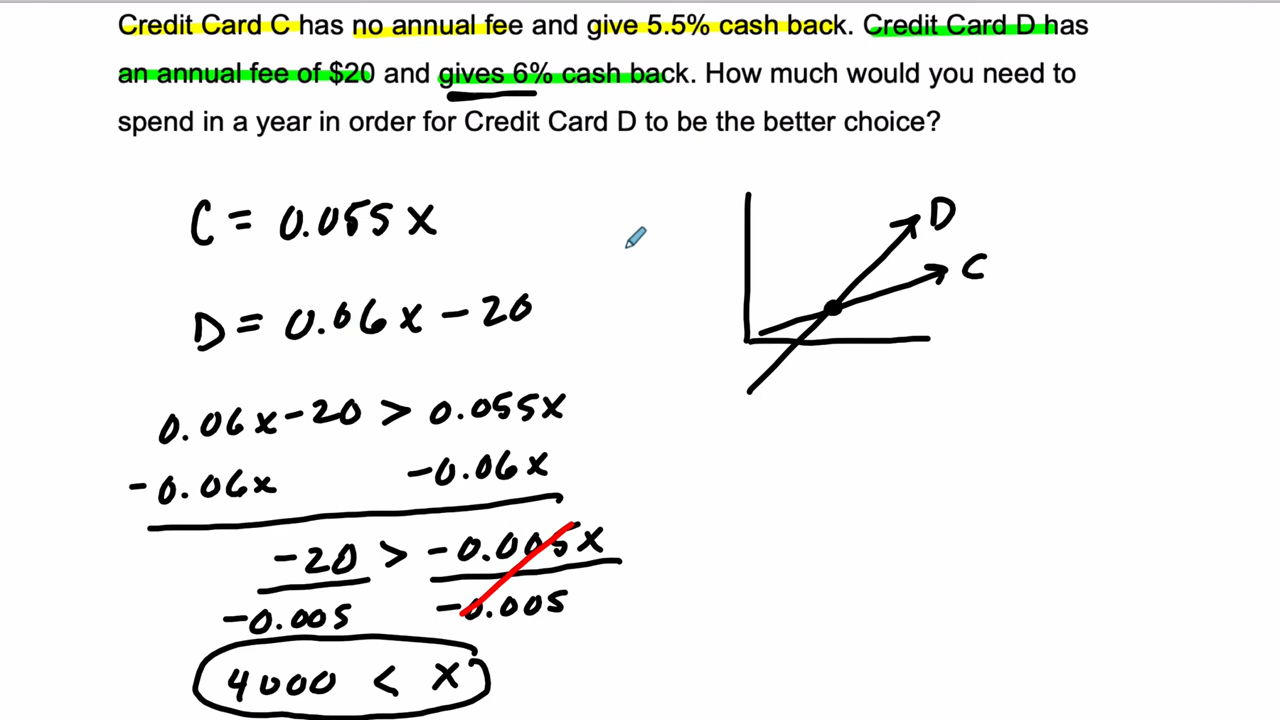 Credit Card C has no annual fee and give 5.5% cash back. Credit Card D has
an annual fee of $20 and gives 6% cash back. How much would you need to
spend in a year in order for Credit Card D to be the better choice?
C = 0.055x
D = 0.06x - 20
0.06x - 20 > 0.055x
-0.06x -0.06x
-20 > -0.005x
-0.005 -0.005
4000 < x
D
C